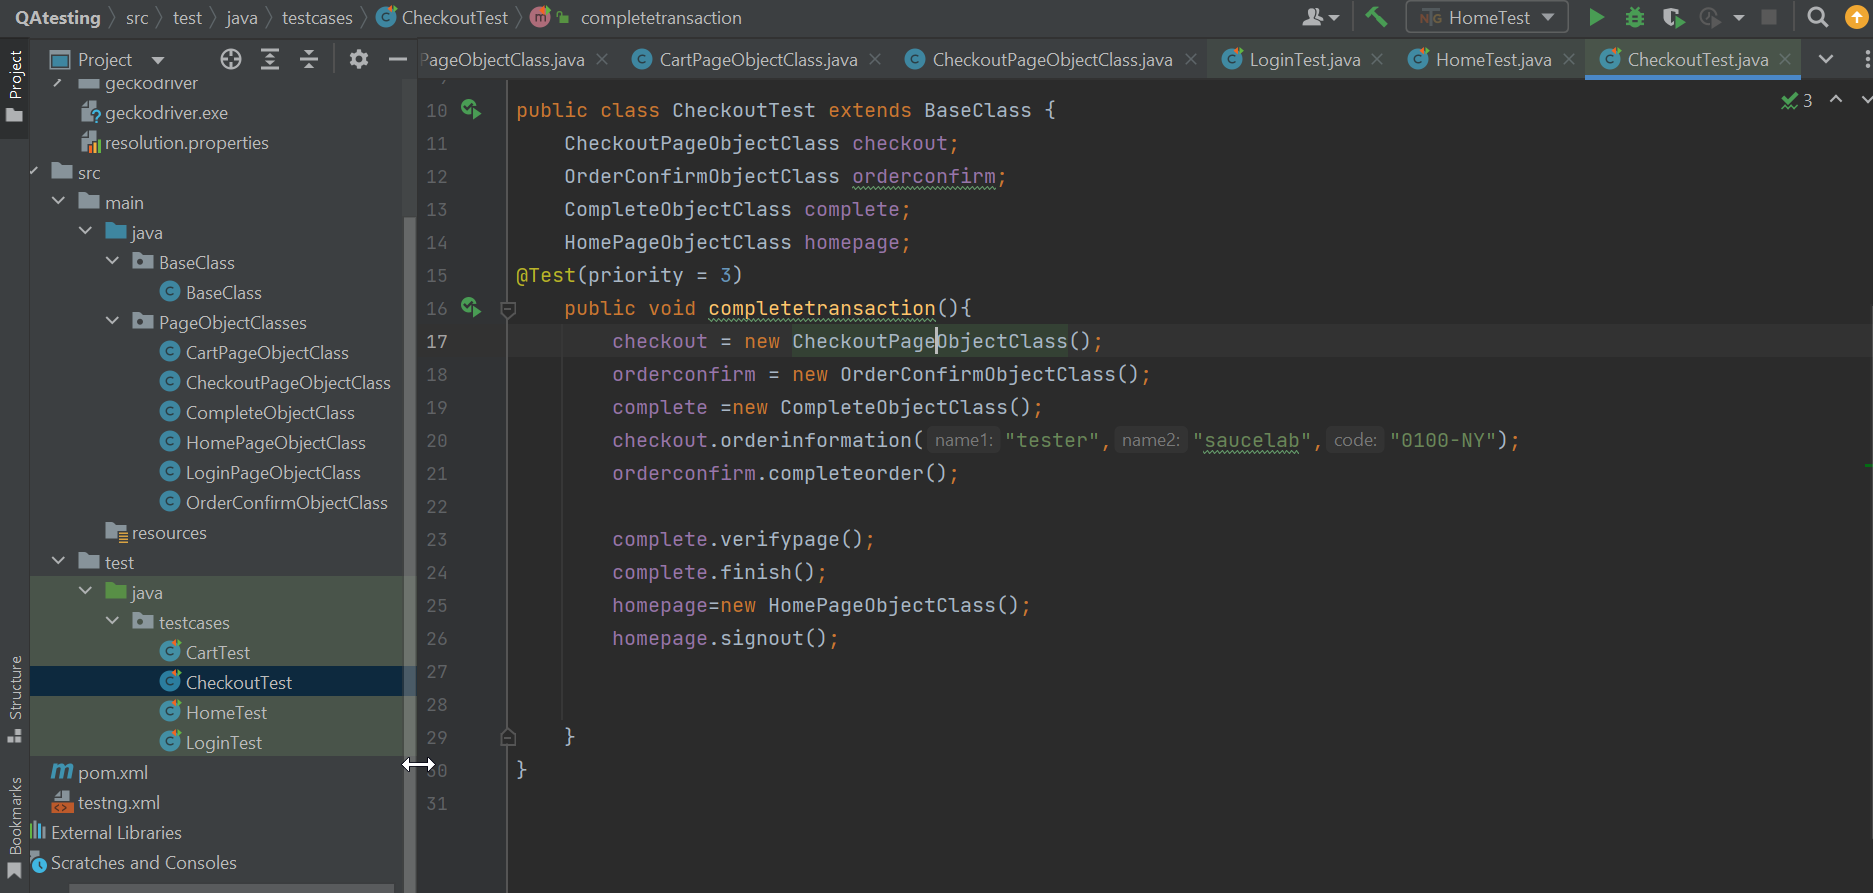 QAtesting src test java testcases CheckoutTest completetransaction HomeTest
Project
PageObjectClass.java CartPageObjectClass.java CheckoutPageObjectClass.java LoginTest.java HomeTest.java CheckoutTest.java
Project
geckodriver
geckodriver.exe
resolution.properties
src
main
java
BaseClass
BaseClass
PageObjectClasses
CartPageObjectClass
CheckoutPageObjectClass
CompleteObjectClass
HomePageObjectClass
LoginPageObjectClass
OrderConfirmObjectClass
resources
test
java
testcases
CartTest
CheckoutTest
HomeTest
LoginTest
pom.xml
testng.xml
External Libraries
Scratches and Consoles
Structure
Bookmarks
3
10 public class CheckoutTest extends BaseClass {
11 CheckoutPageObjectClass checkout;
12 OrderConfirmObjectClass orderconfirm;
13 CompleteObjectClass complete;
14 HomePageObjectClass homepage;
15 @Test(priority = 3)
16 public void completetransaction(){
17 checkout = new CheckoutPageObjectClass();
18 orderconfirm = new OrderConfirmObjectClass();
19 complete =new CompleteObjectClass();
20 checkout.orderinformation( name1: "tester", name2: "saucelab", code: "0100-NY");
21 orderconfirm.completeorder();
22
23 complete.verifypage();
24 complete.finish();
25 homepage=new HomePageObjectClass();
26 homepage.signout();
27
28
29 }
30 }
31